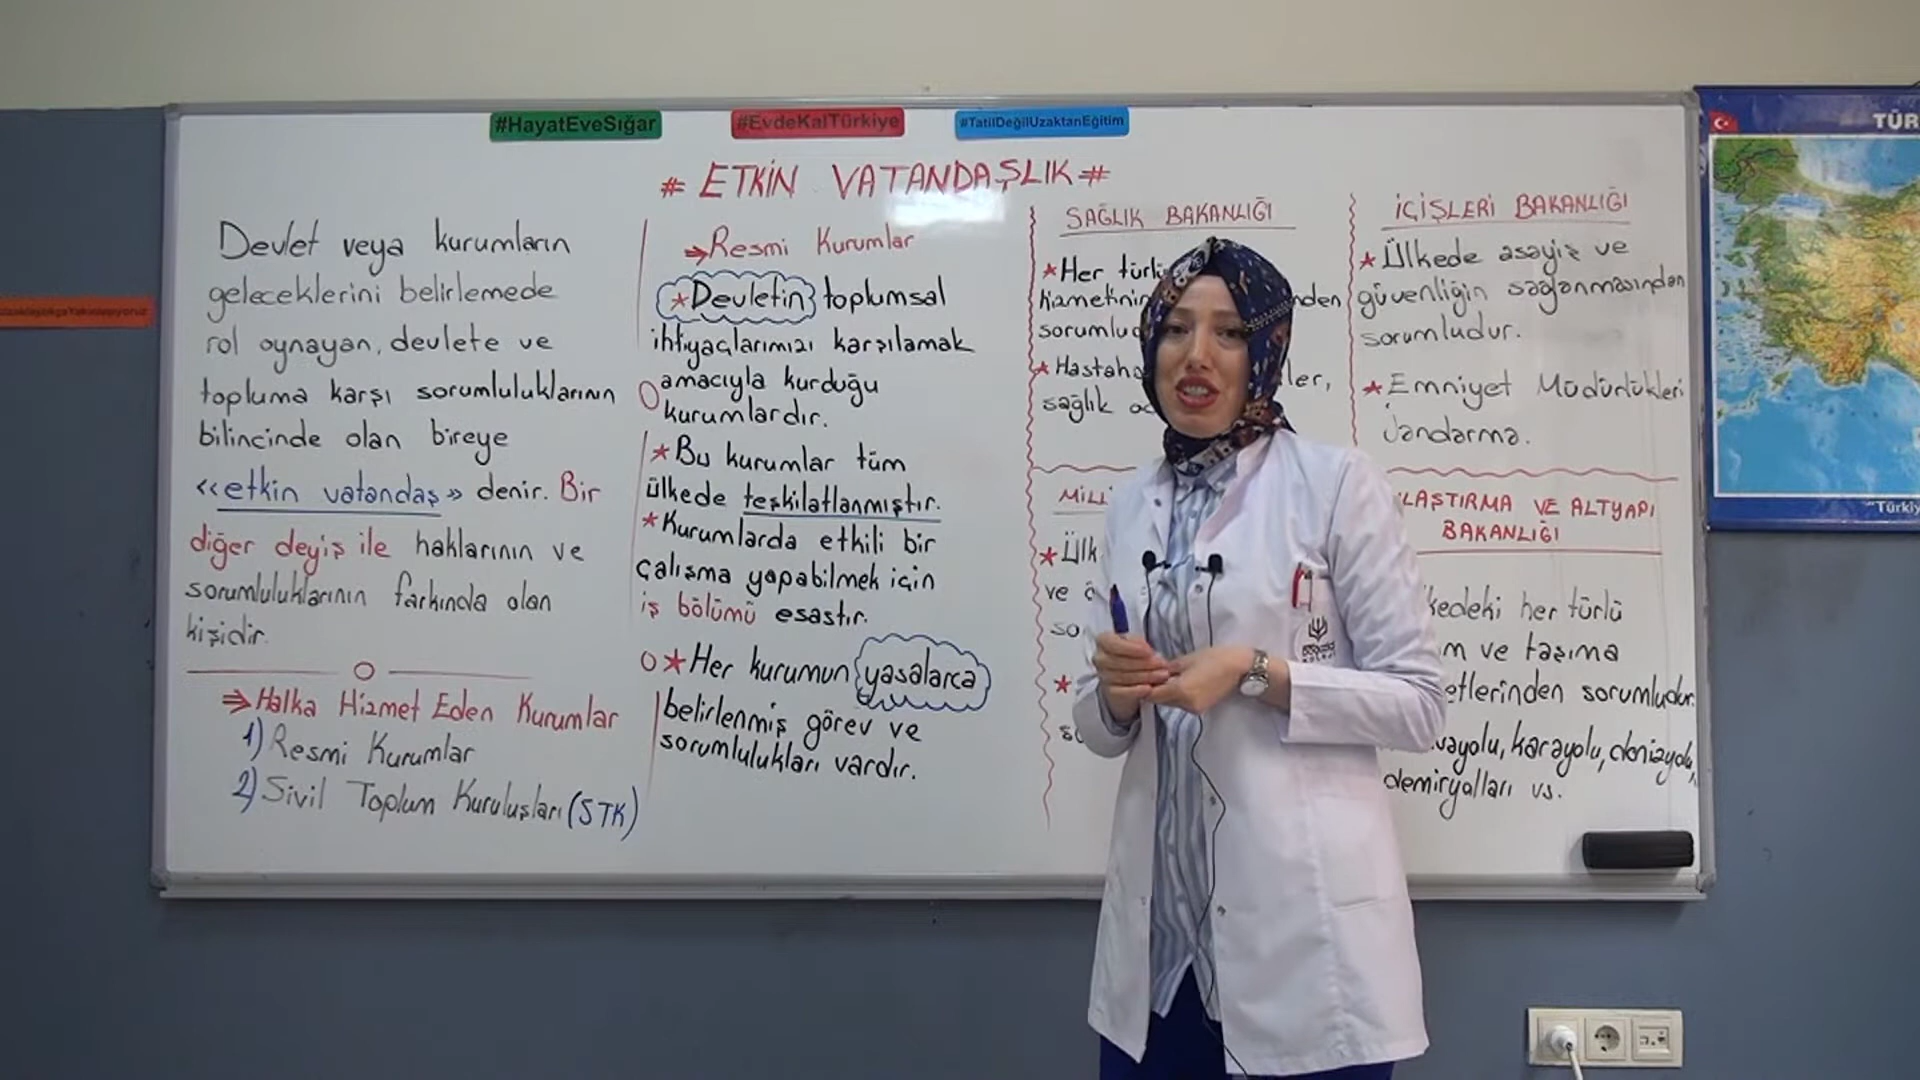 #HayatEveSığar
#EvdeKalTürkiye
#TatilDeğilUzaktanEğitim
# ETKİN VATANDAŞLIK #
Devlet veya kurumların
geleceklerini belirlemede
rol oynayan, devlete ve
topluma karşı sorumluluklarının
bilincinde olan bireye
«etkin vatandaş» denir. Bir
diğer deyiş ile haklarının ve
sorumluluklarının farkında olan
kişidir.
⇒ Halka Hizmet Eden Kurumlar
1) Resmi Kurumlar
2) Sivil Toplum Kuruluşları (STK)
⇒ Resmi Kurumlar
* Devletin toplumsal
ihtiyaçlarımızı karşılamak
amacıyla kurduğu
kurumlardır.
* Bu kurumlar tüm
ülkede teşkilatlanmıştır.
* Kurumlarda etkili bir
çalışma yapabilmek için
iş bölümü esastır.
* Her kurumun yasalarca
belirlenmiş görev ve
sorumlulukları vardır.
SAĞLIK BAKANLIĞI
* Her
sağlık
İÇİŞLERİ BAKANLIĞI
* Ülkede asayiş ve
güvenliğin sağlanmasından
sorumludur.
* Emniyet Müdürlükleri
Jandarma.
VE ALTYAPI
BAKANLIĞI
her türlü
ve taşıma
sorumludur.
karayolu, denizyolu,
demiryolları vs.
TÜR